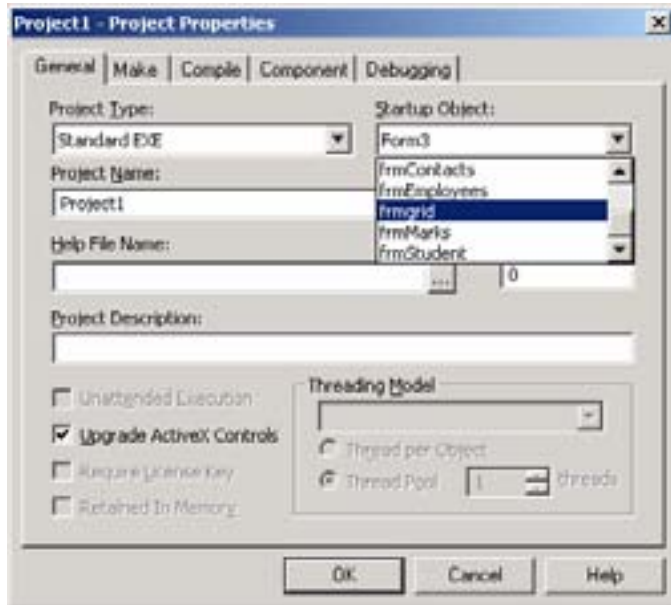 Project1 - Project Properties
General
Make
Compile
Component
Debugging
Project Type:
Startup Object:
Standard EXE
Form3
Project Name:
frmContacts
frmEmployees
frmgrid
frmMarks
frmStudent
Project1
Help File Name:
...
0
Project Description:
Unattended Execution
Upgrade ActiveX Controls
Require License Key
Retained In Memory
Threading Model
Thread per Object
Thread Pool
1
threads
OK
Cancel
Help